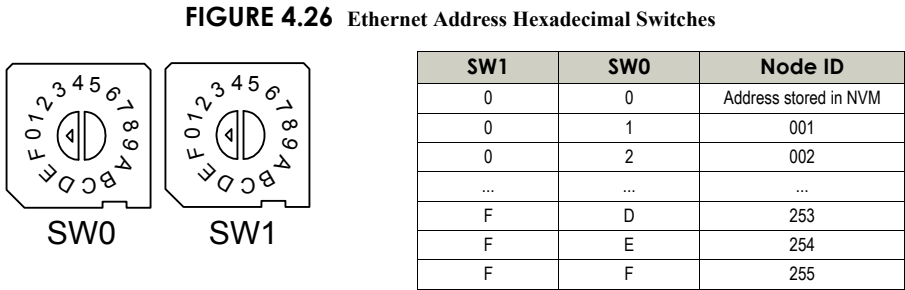 FIGURE 4.26 Ethernet Address Hexadecimal Switches
0 1 2 3 4 5 6 7 8 9 A B C D E F
SW0
0 1 2 3 4 5 6 7 8 9 A B C D E F
SW1
SW1 SW0 Node ID
0 0 Address stored in NVM
0 1 001
0 2 002
... ... ...
F D 253
F E 254
F F 255